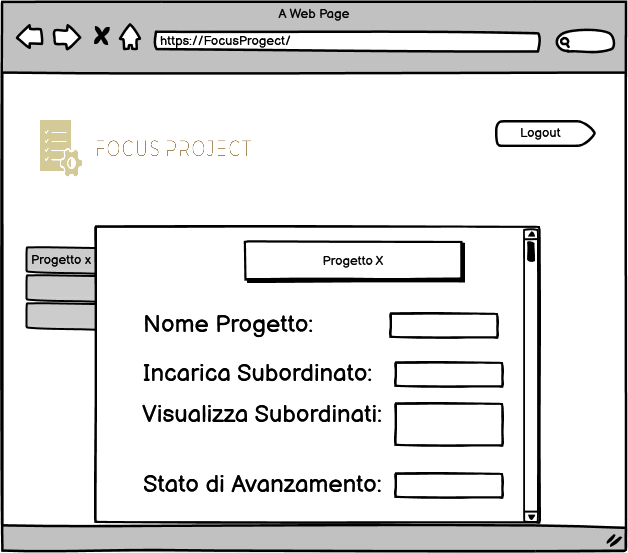 A Web Page
https://FocusProgect/
FOCUS PROJECT
Logout
Progetto x
Progetto X
Nome Progetto:
Incarica Subordinato:
Visualizza Subordinati:
Stato di Avanzamento: